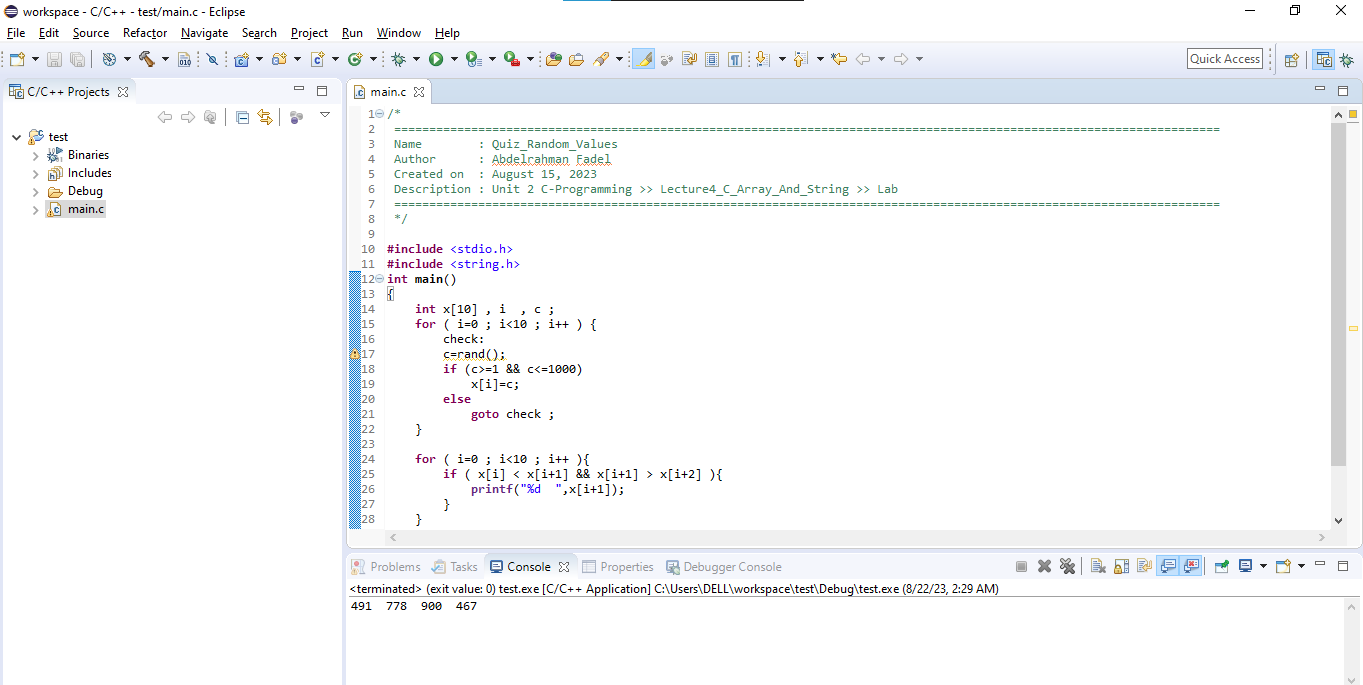 workspace - C/C++ - test/main.c - Eclipse
File Edit Source Refactor Navigate Search Project Run Window Help
Quick Access
C/C++ Projects
test
Binaries
Includes
Debug
main.c
main.c
1 /*
2 ======================================================================================================================
3 Name        : Quiz_Random_Values
4 Author      : Abdelrahman Fadel
5 Created on  : August 15, 2023
6 Description : Unit 2 C-Programming >> Lecture4_C_Array_And_String >> Lab
7 ======================================================================================================================
8 */
9
10 #include <stdio.h>
11 #include <string.h>
12 int main()
13 {
14     int x[10] , i  , c ;
15     for ( i=0 ; i<10 ; i++ ) {
16         check:
17         c=rand();
18         if (c>=1 && c<=1000)
19             x[i]=c;
20         else
21             goto check ;
22     }
23
24     for ( i=0 ; i<10 ; i++ ){
25         if ( x[i] < x[i+1] && x[i+1] > x[i+2] ){
26             printf("%d  ",x[i+1]);
27         }
28     }
Problems Tasks Console Properties Debugger Console
<terminated> (exit value: 0) test.exe [C/C++ Application] C:\Users\DELL\workspace\test\Debug\test.exe (8/22/23, 2:29 AM)
491  778  900  467